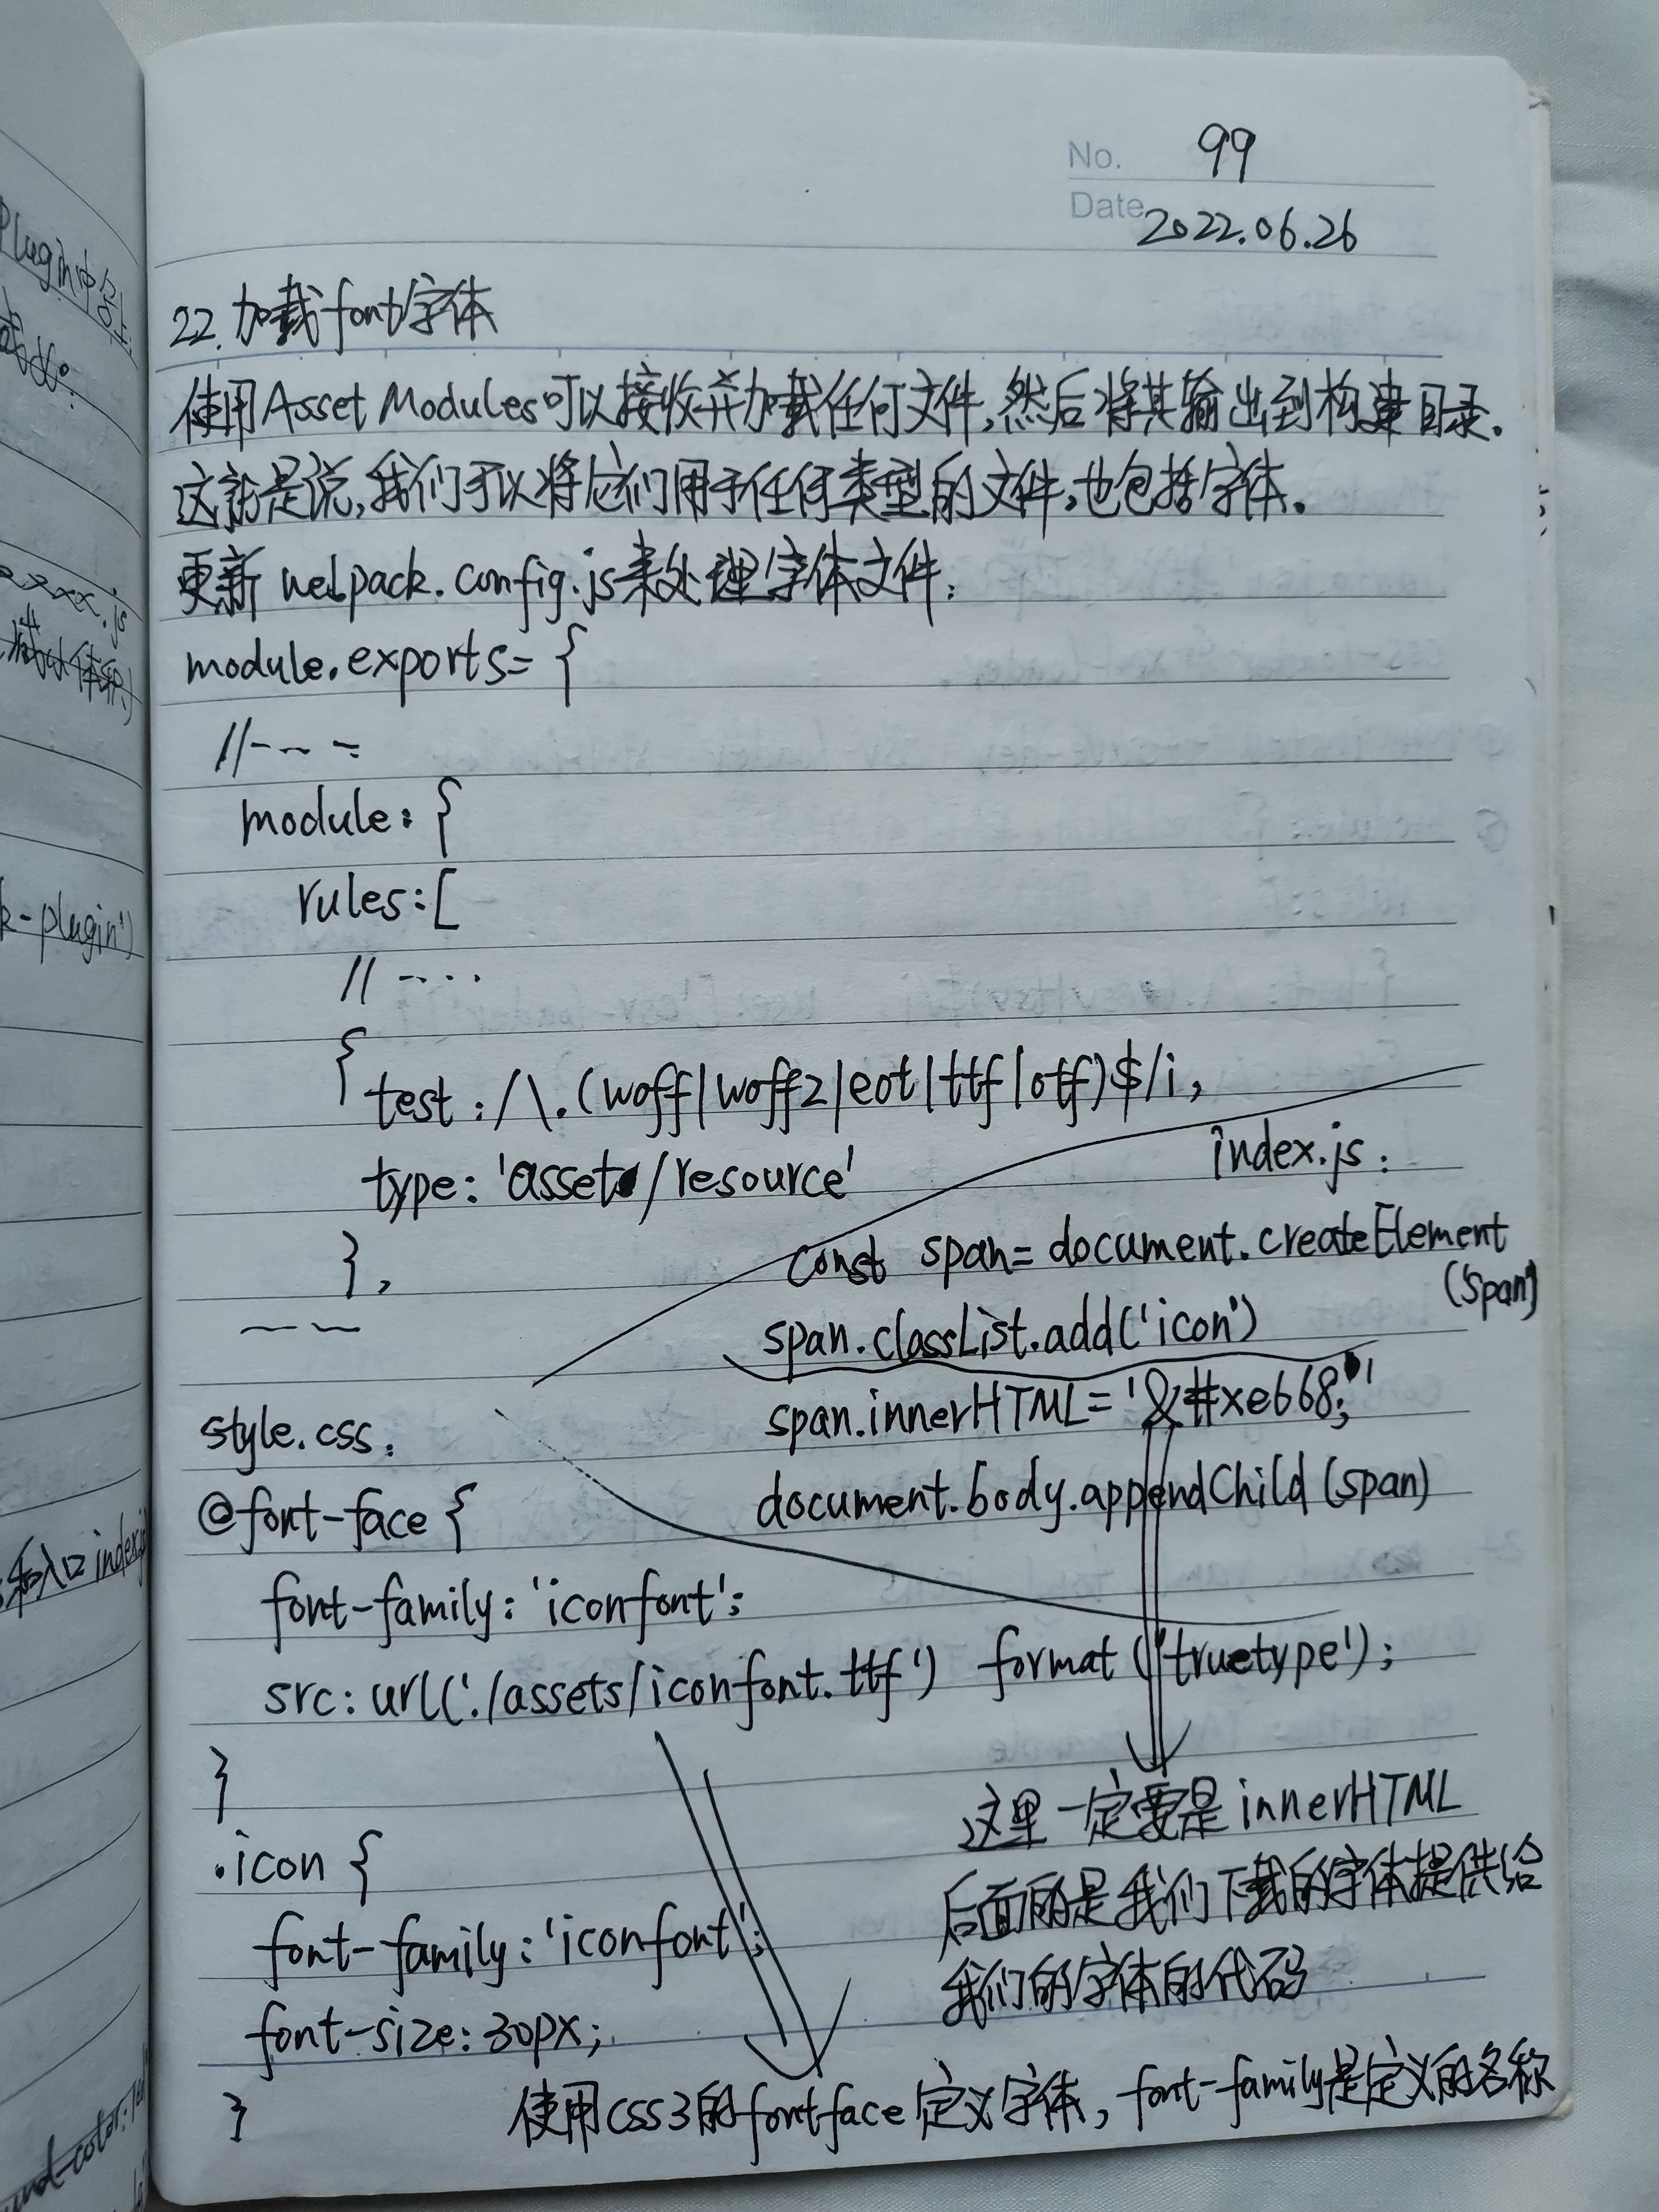 No. 99
Date 2022.06.26
22. 加载font字体
使用Asset Modules可以接收并加载任何文件,然后将其输出到构建目录。
这就是说,我们可以将它们用于任何类型的文件,也包括字体。
更新 webpack.config.js来处理字体文件:
module.exports= {
//----
module: {
rules:[
//----
{
test: /\.(woff|woff2|eot|ttf|otf)$/i,
type: 'asset/resource'
},
——
index.js:
const span=document.createElement
('span')
span.classList.add('icon')
span.innerHTML='&#xe668;'
document.body.appendChild(span)
style.css:
@font-face {
font-family: 'iconfont';
src: url('./assets/iconfont.ttf') format('truetype');
}
.icon {
font-family: 'iconfont';
font-size: 30px;
}
这里一定要是innerHTML
后面的是我们下载的字体提供给
我们的字体的代码
使用css3的fontface定义字体, font-family是定义的名称
Plugin中
.js
k-plugin')
入口index.js
und-color: